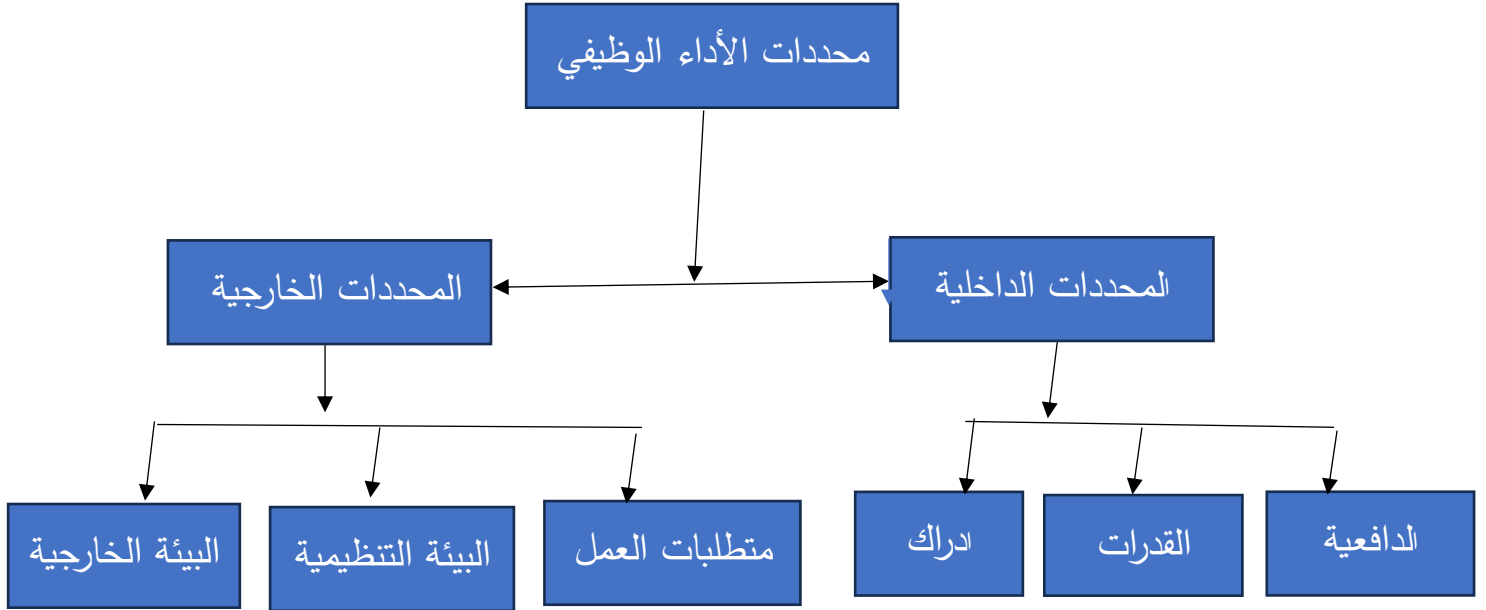 محددات الأداء الوظيفي
المحددات الداخلية
المحددات الخارجية
الدافعية
القدرات
ادراك
متطلبات العمل
البيئة التنظيمية
البيئة الخارجية